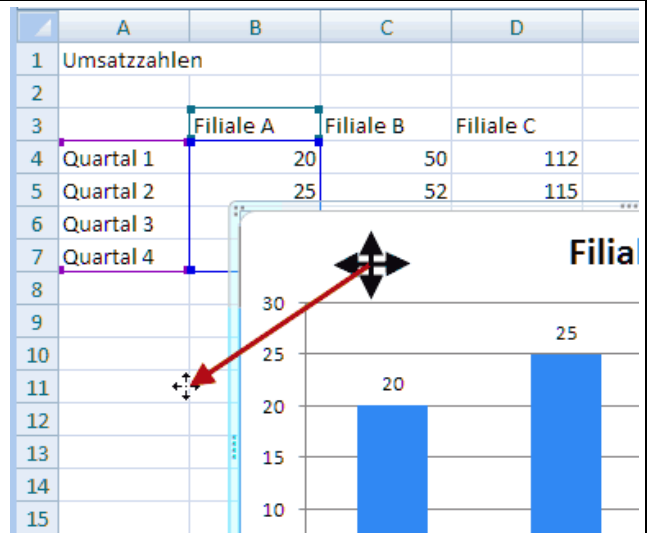 A B C D
1 Umsatzzahlen
2
3 Filiale A Filiale B Filiale C
4 Quartal 1 20 50 112
5 Quartal 2 25 52 115
6 Quartal 3
7 Quartal 4 Filia
8
30
9
25
10 25
11 20
12 20
13
15
14
10
15